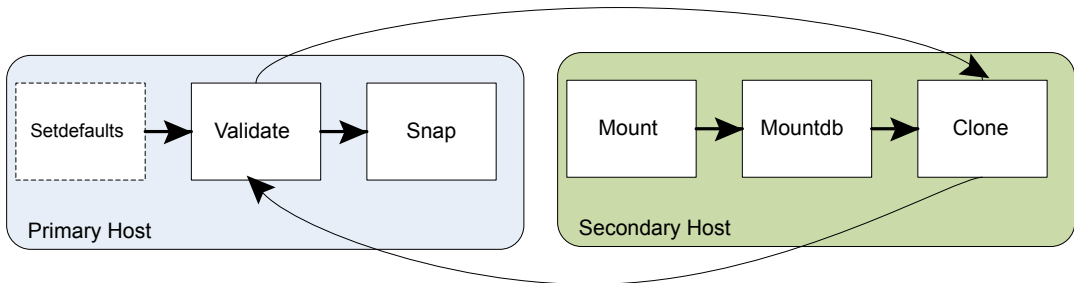 Setdefaults
Validate
Snap
Primary Host
Mount
Mountdb
Clone
Secondary Host